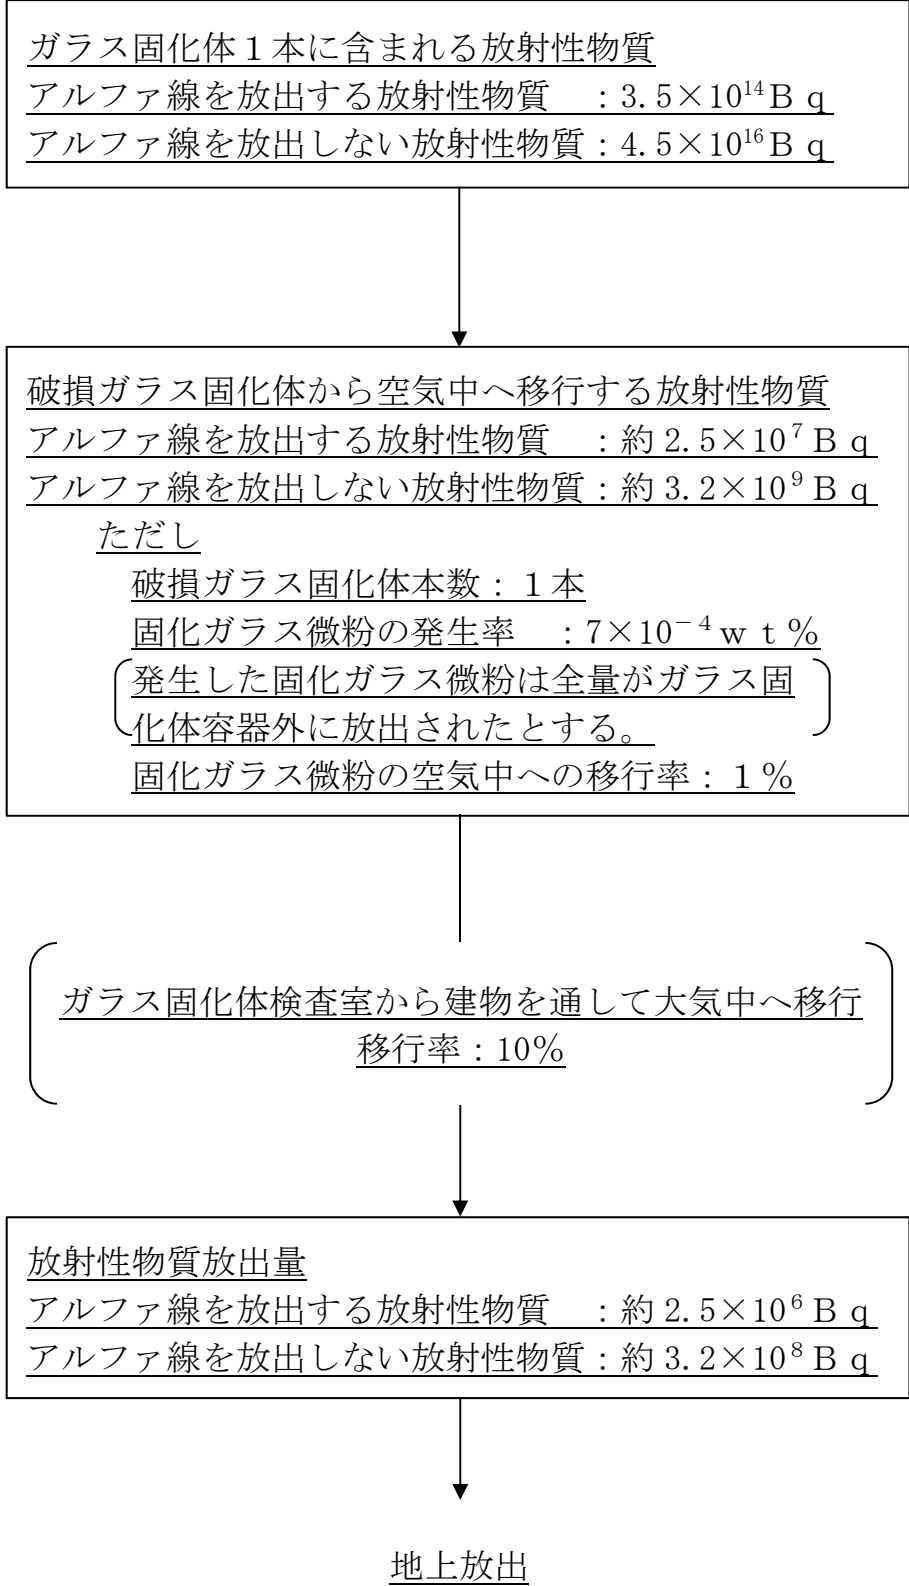 ガラス固化体１本に含まれる放射性物質
アルファ線を放出する放射性物質　：3.5×10¹⁴Ｂｑ
アルファ線を放出しない放射性物質：4.5×10¹⁶Ｂｑ
破損ガラス固化体から空気中へ移行する放射性物質
アルファ線を放出する放射性物質　：約 2.5×10⁷Ｂｑ
アルファ線を放出しない放射性物質：約 3.2×10⁹Ｂｑ
ただし
破損ガラス固化体本数：１本
固化ガラス微粉の発生率　：7×10⁻⁴ｗｔ％
発生した固化ガラス微粉は全量がガラス固
化体容器外に放出されたとする。
固化ガラス微粉の空気中への移行率：１％
ガラス固化体検査室から建物を通して大気中へ移行
移行率：10％
放射性物質放出量
アルファ線を放出する放射性物質　：約 2.5×10⁶Ｂｑ
アルファ線を放出しない放射性物質：約 3.2×10⁸Ｂｑ
地上放出